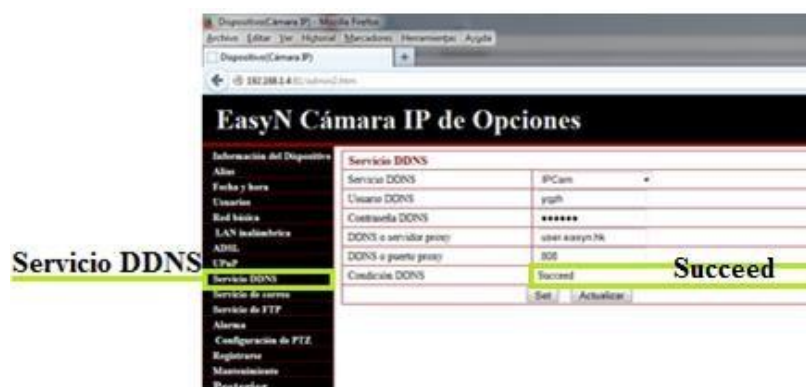 Dispositivo(Cámara IP) - Mozilla Firefox
Archivo Editar Ver Historial Marcadores Herramientas Ayuda
Dispositivo(Cámara IP)
+
EasyN Cámara IP de Opciones
Información del Dispositivo
Alias
Fecha y hora
Usuarios
Red básica
LAN inalámbrica
ADSL
UPnP
Servicio DDNS
Servicio de correo
Servicio de FTP
Alarma
Configuración de PTZ
Registrarse
Mantenimiento
Servicio DDNS
Servicio DDNS IPCam
Usuario DDNS
Contraseña DDNS ●●●●●●
DDNS o servidor proxy user.easyn.hk
DDNS o puerto proxy 808
Condición DDNS Succeed
Set Actualizar
Servicio DDNS
Succeed